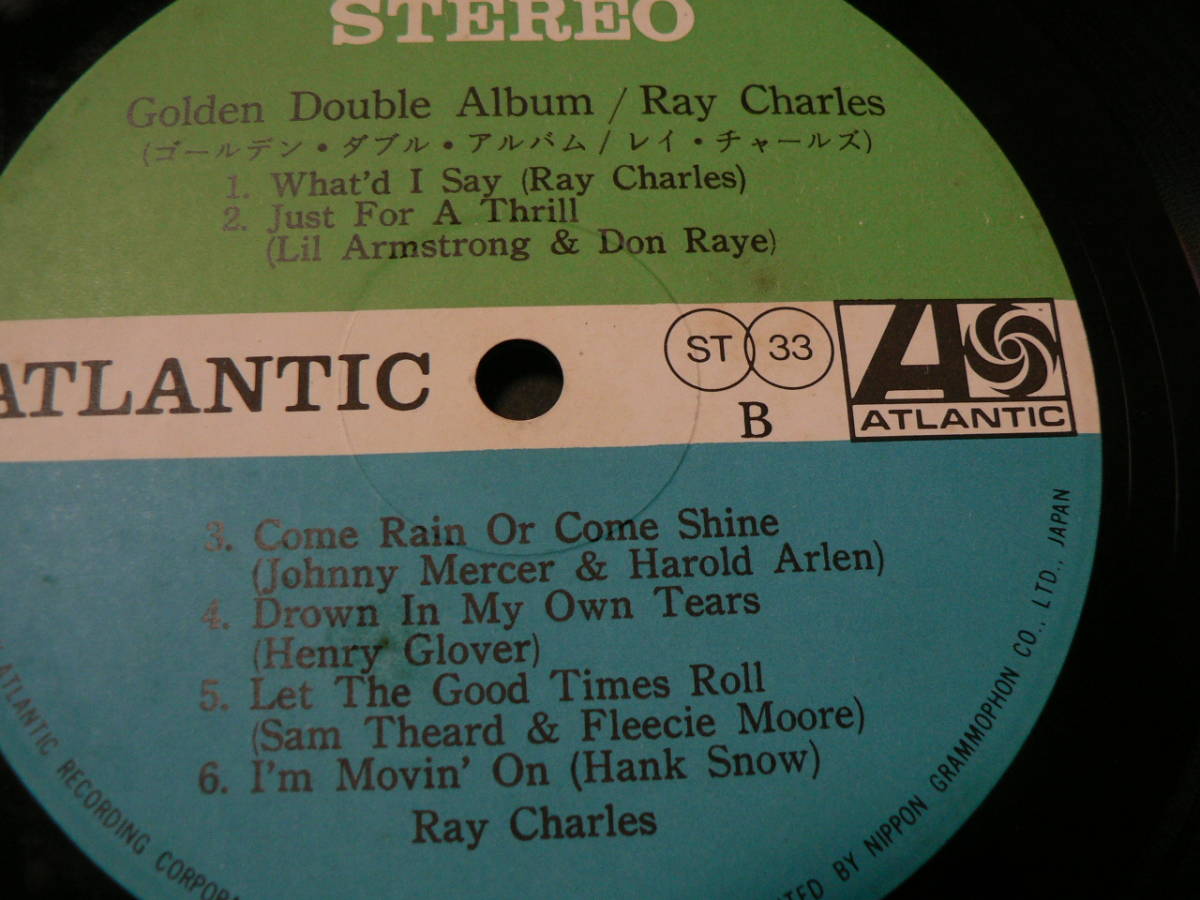 STEREO
Golden Double Album / Ray Charles
(ゴールデン・ダブル・アルバム / レイ・チャールズ)
1. What'd I Say (Ray Charles)
2. Just For A Thrill
(Lil Armstrong & Don Raye)
ATLANTIC
ST 33
B
A
ATLANTIC
3. Come Rain Or Come Shine
(Johnny Mercer & Harold Arlen)
4. Drown In My Own Tears
(Henry Glover)
5. Let The Good Times Roll
(Sam Theard & Fleecie Moore)
6. I'm Movin' On (Hank Snow)
Ray Charles
ATLANTIC RECORDING
BY NIPPON GRAMMOPHON CO., LTD., JAPAN